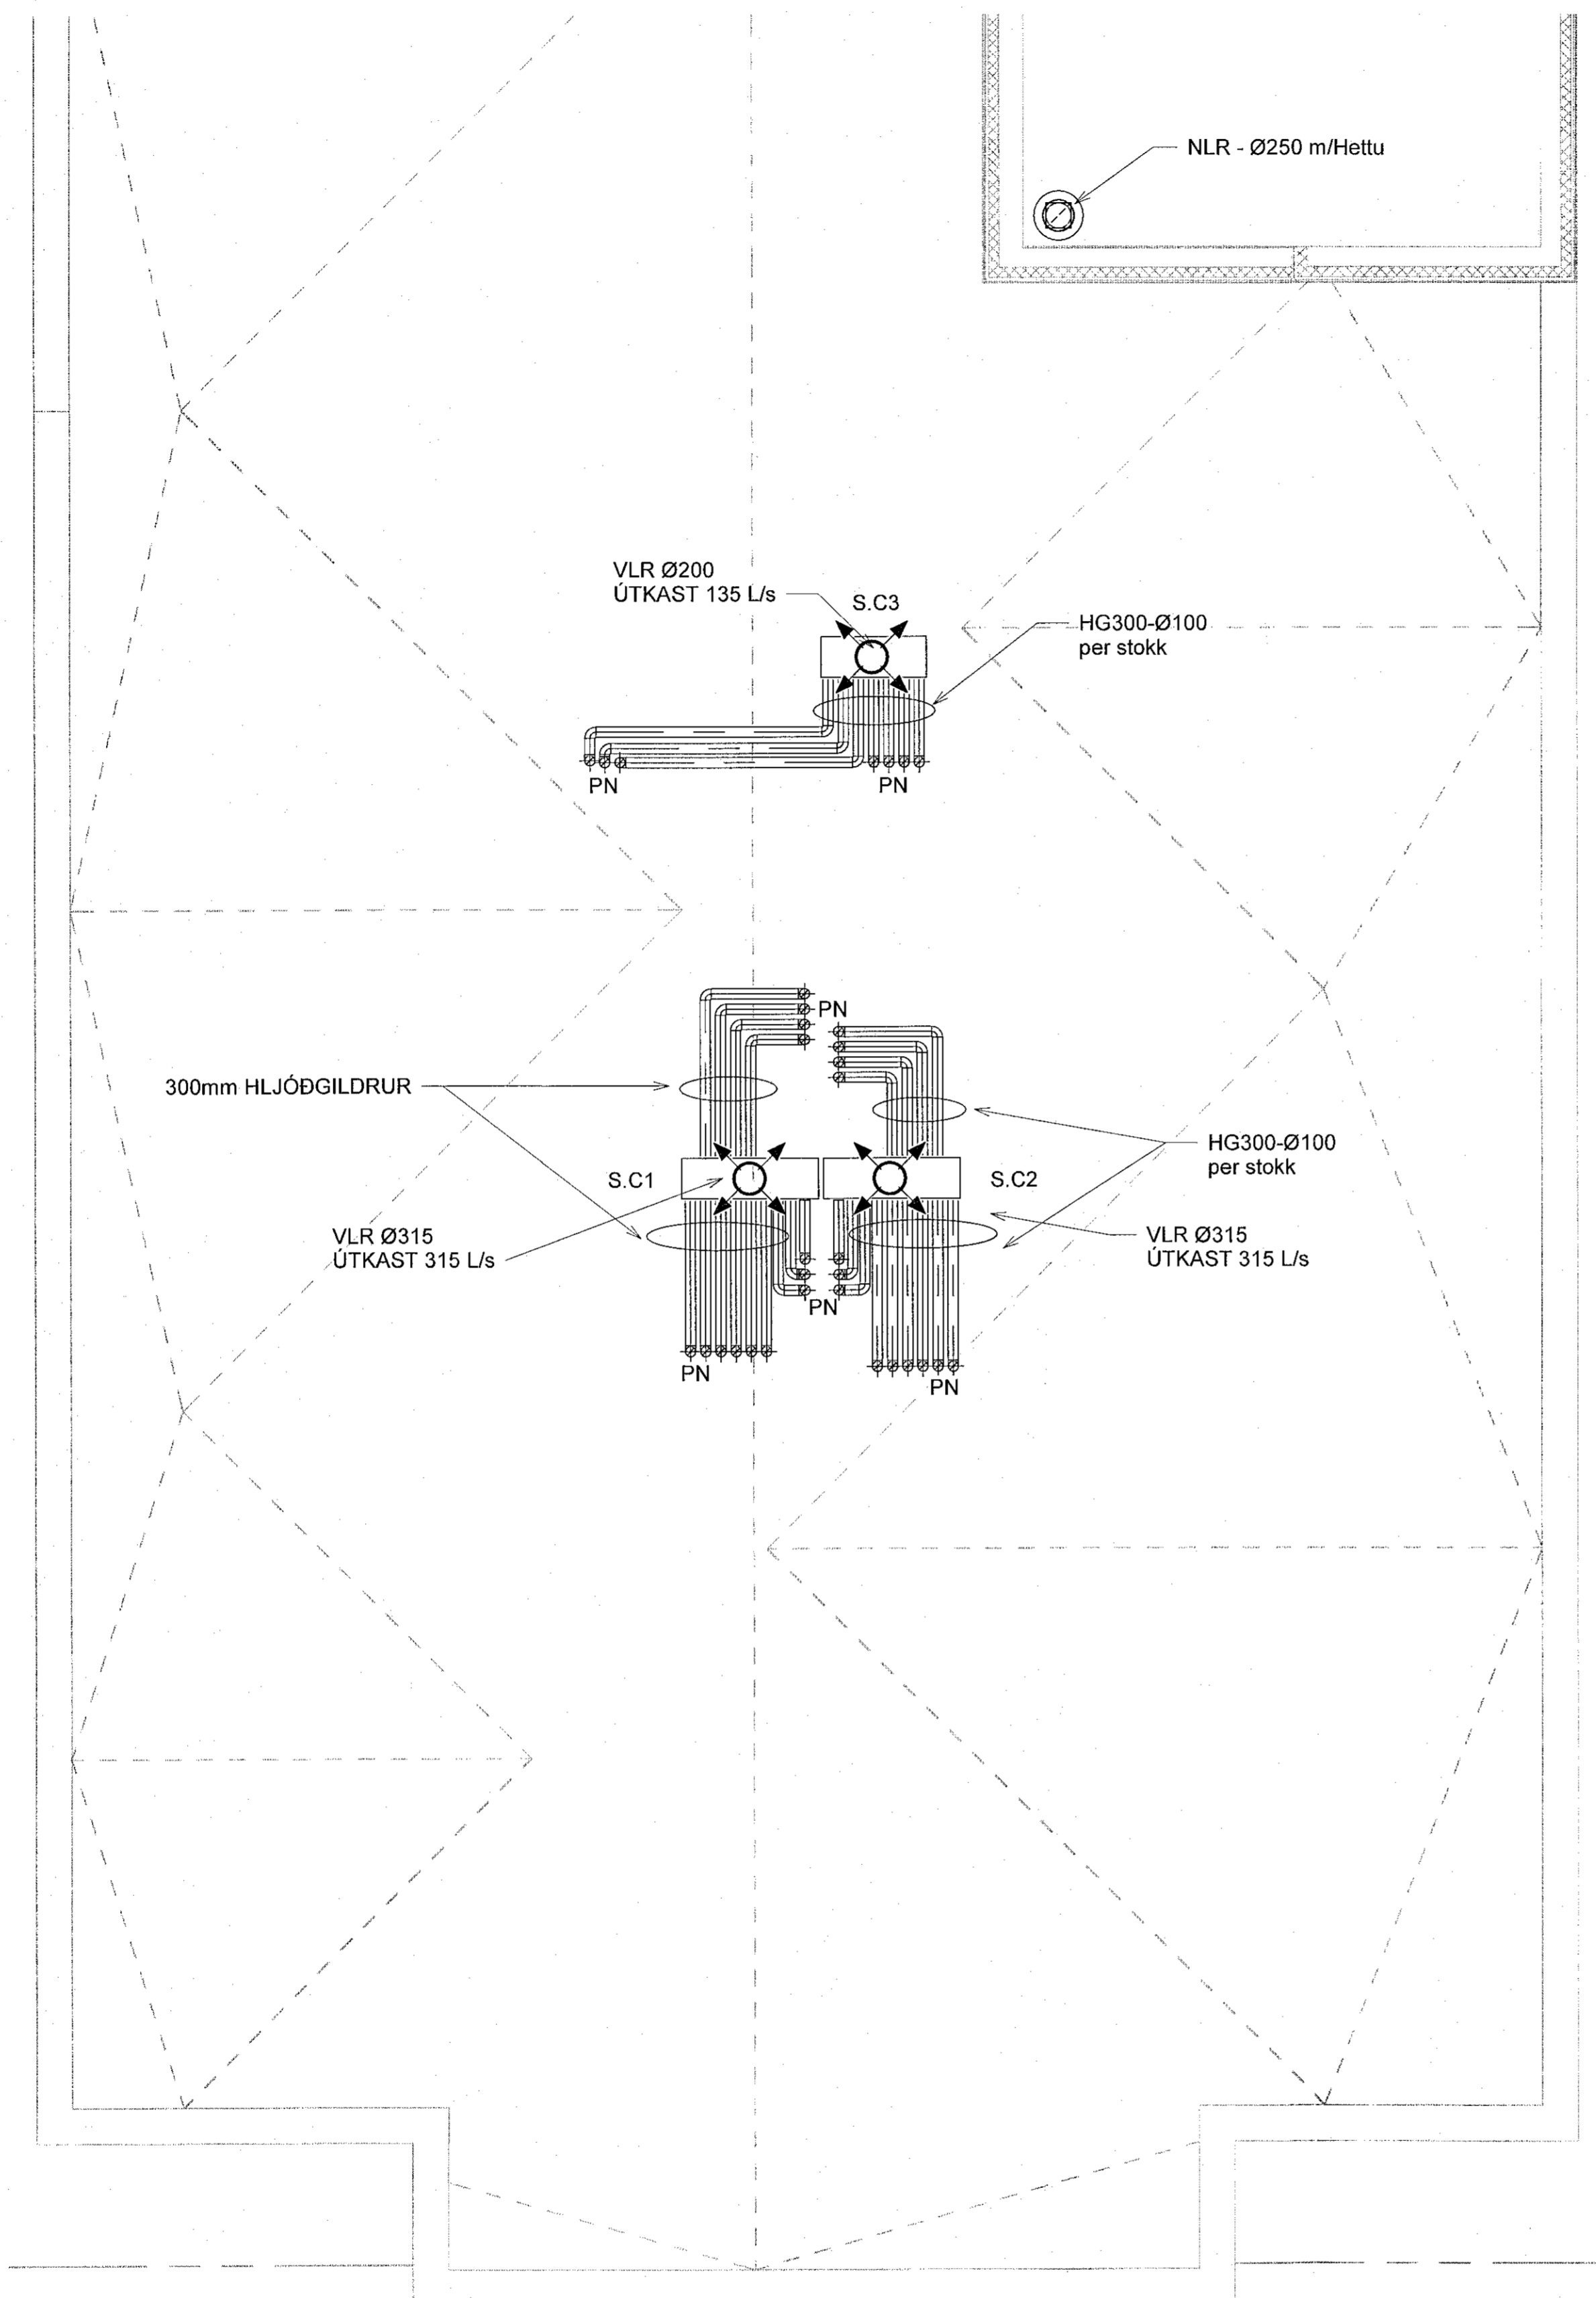 NLR - Ø250 m/Hettu
VLR Ø200
ÚTKAST 135 L/s
S.C3
HG300-Ø100
per stokk
PN
PN
PN
300mm HLJÓÐGILDRUR
HG300-Ø100
per stokk
S.C1
S.C2
VLR Ø315
ÚTKAST 315 L/s
VLR Ø315
ÚTKAST 315 L/s
PN
PN
PN